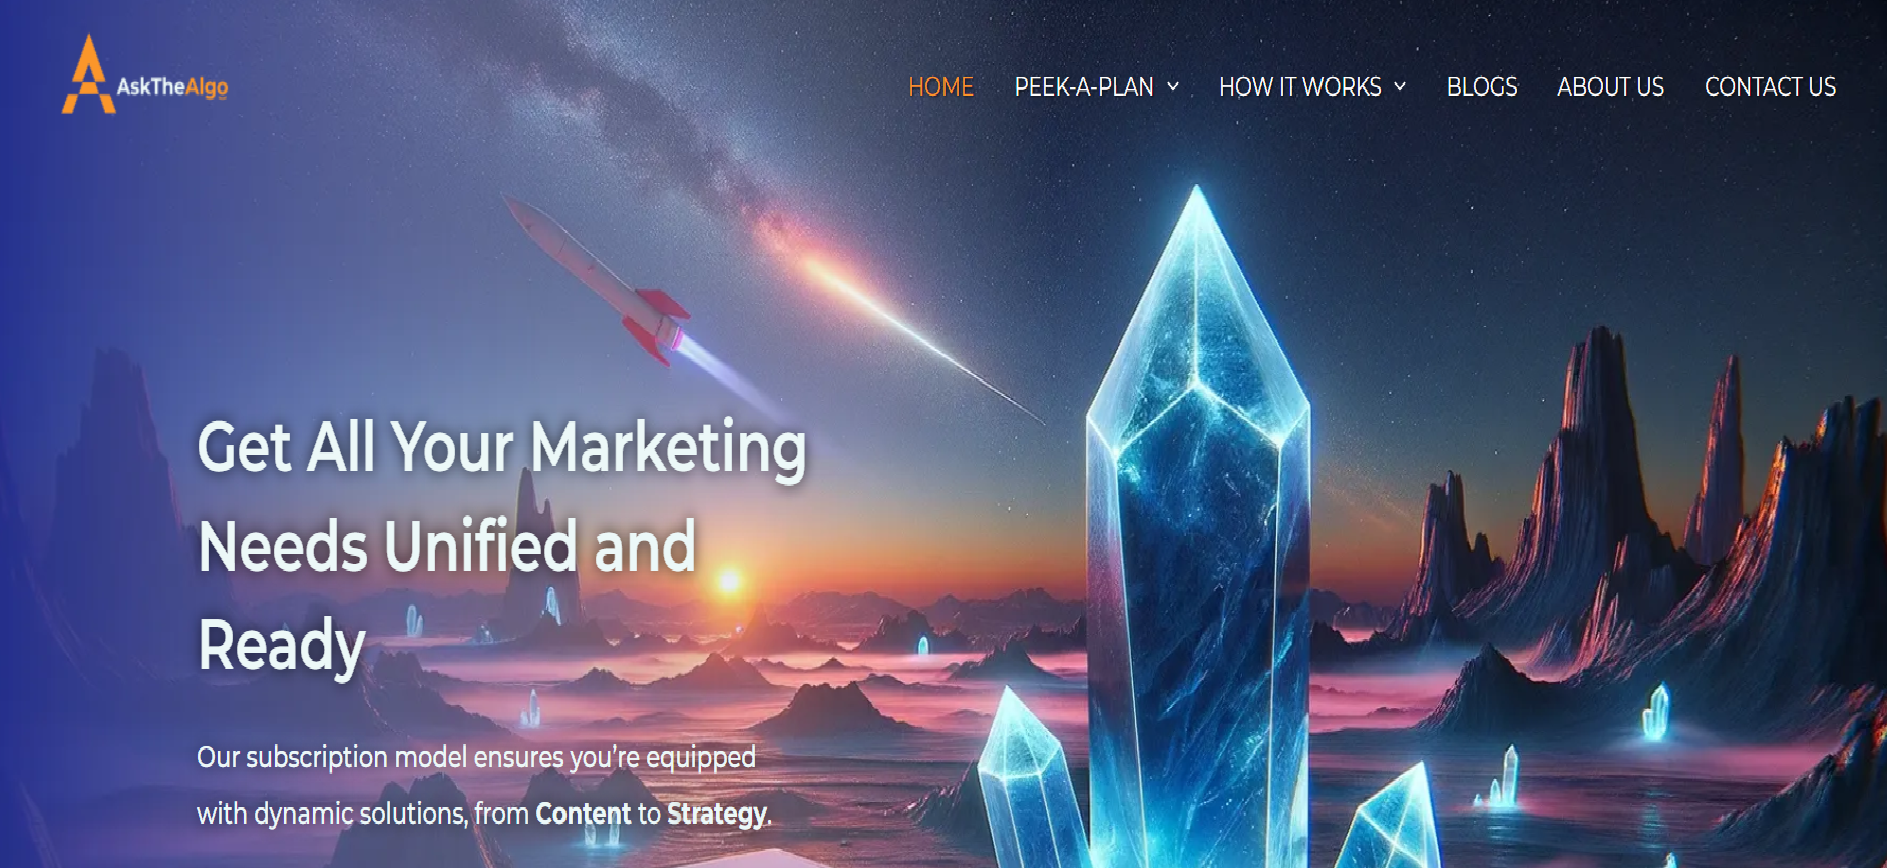 AskTheAlgo
HOME PEEK-A-PLAN HOW IT WORKS BLOGS ABOUT US CONTACT US
Get All Your Marketing
Needs Unified and
Ready
Our subscription model ensures you’re equipped
with dynamic solutions, from Content to Strategy.